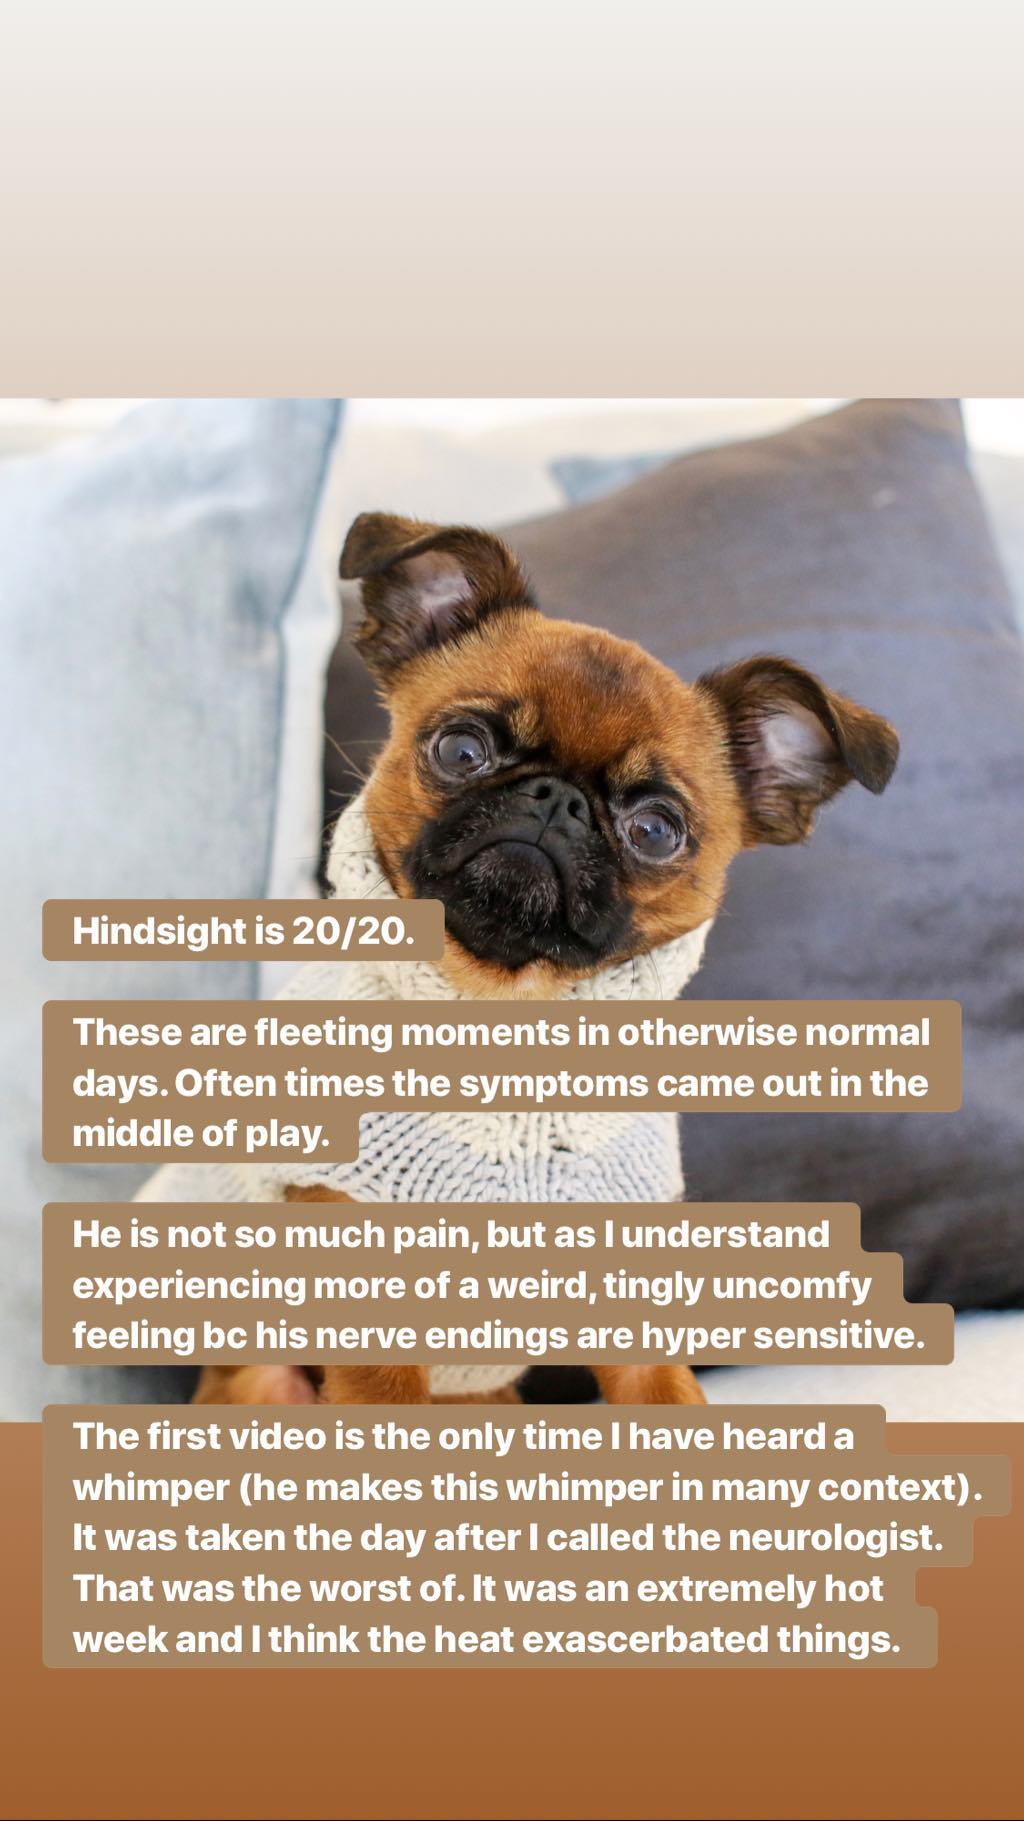 Hindsight is 20/20.
These are fleeting moments in otherwise normal
days. Often times the symptoms came out in the
middle of play.
He is not so much pain, but as I understand
experiencing more of a weird, tingly uncomfy
feeling bc his nerve endings are hyper sensitive.
The first video is the only time I have heard a
whimper (he makes this whimper in many context).
It was taken the day after I called the neurologist.
That was the worst of. It was an extremely hot
week and I think the heat exascerbated things.